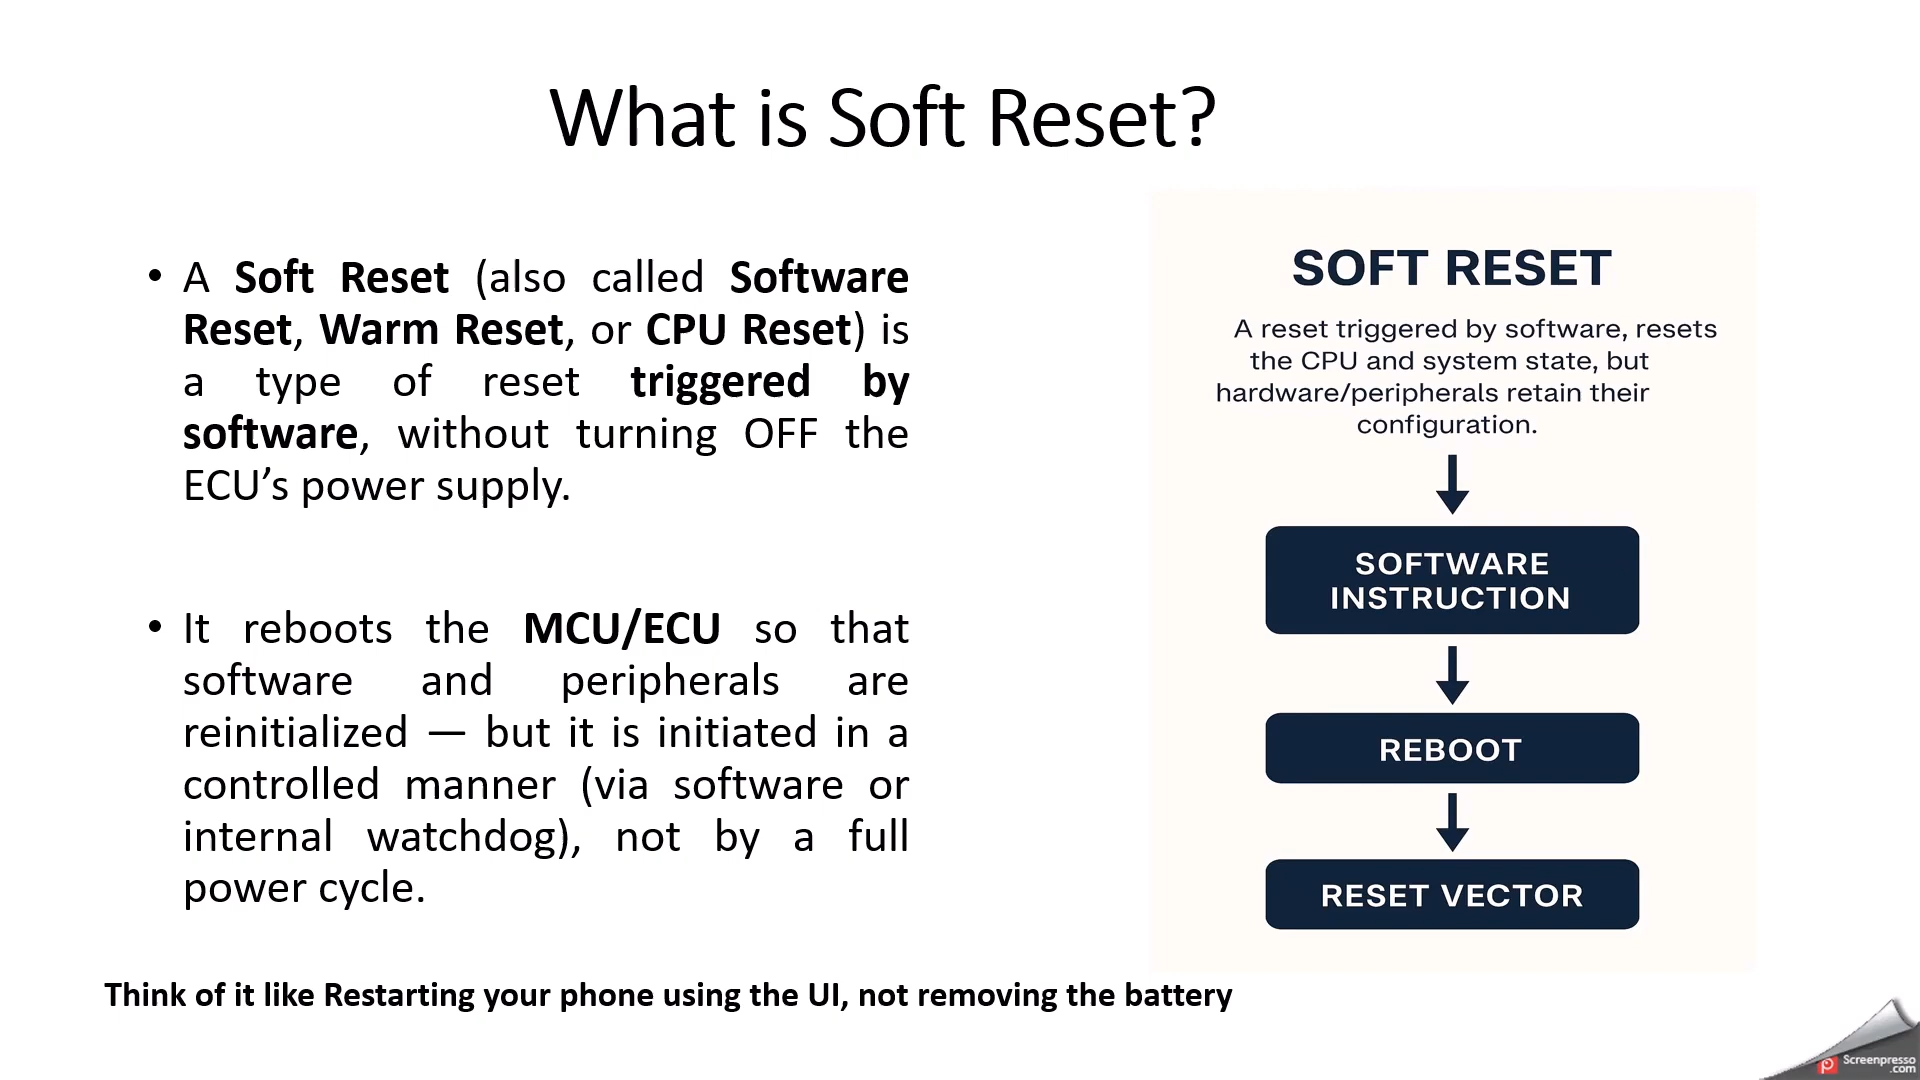 What is Soft Reset?
• A Soft Reset (also called Software
Reset, Warm Reset, or CPU Reset) is
a type of reset triggered by
software, without turning OFF the
ECU’s power supply.
• It reboots the MCU/ECU so that
software and peripherals are
reinitialized — but it is initiated in a
controlled manner (via software or
internal watchdog), not by a full
power cycle.
Think of it like Restarting your phone using the UI, not removing the battery
SOFT RESET
A reset triggered by software, resets
the CPU and system state, but
hardware/peripherals retain their
configuration.
SOFTWARE
INSTRUCTION
REBOOT
RESET VECTOR
Screenpresso
.com